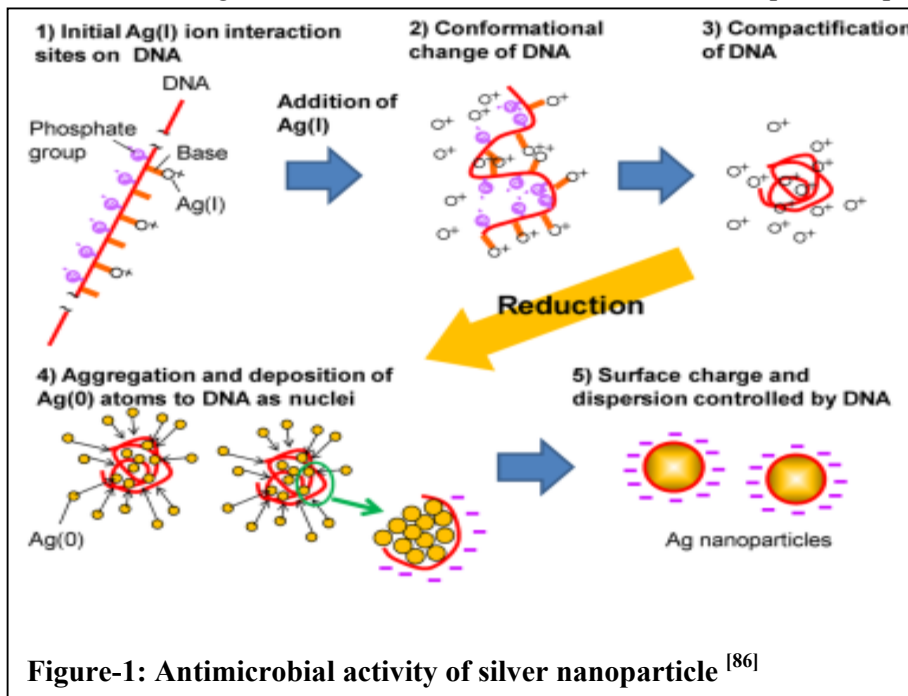 1) Initial Ag(I) ion interaction
sites on DNA
DNA
Phosphate
group
Base
Ag(I)
Addition of
Ag(I)
2) Conformational
change of DNA
3) Compactification
of DNA
Reduction
4) Aggregation and deposition of
Ag(0) atoms to DNA as nuclei
Ag(0)
5) Surface charge and
dispersion controlled by DNA
Ag nanoparticles
Figure-1: Antimicrobial activity of silver nanoparticle [86]